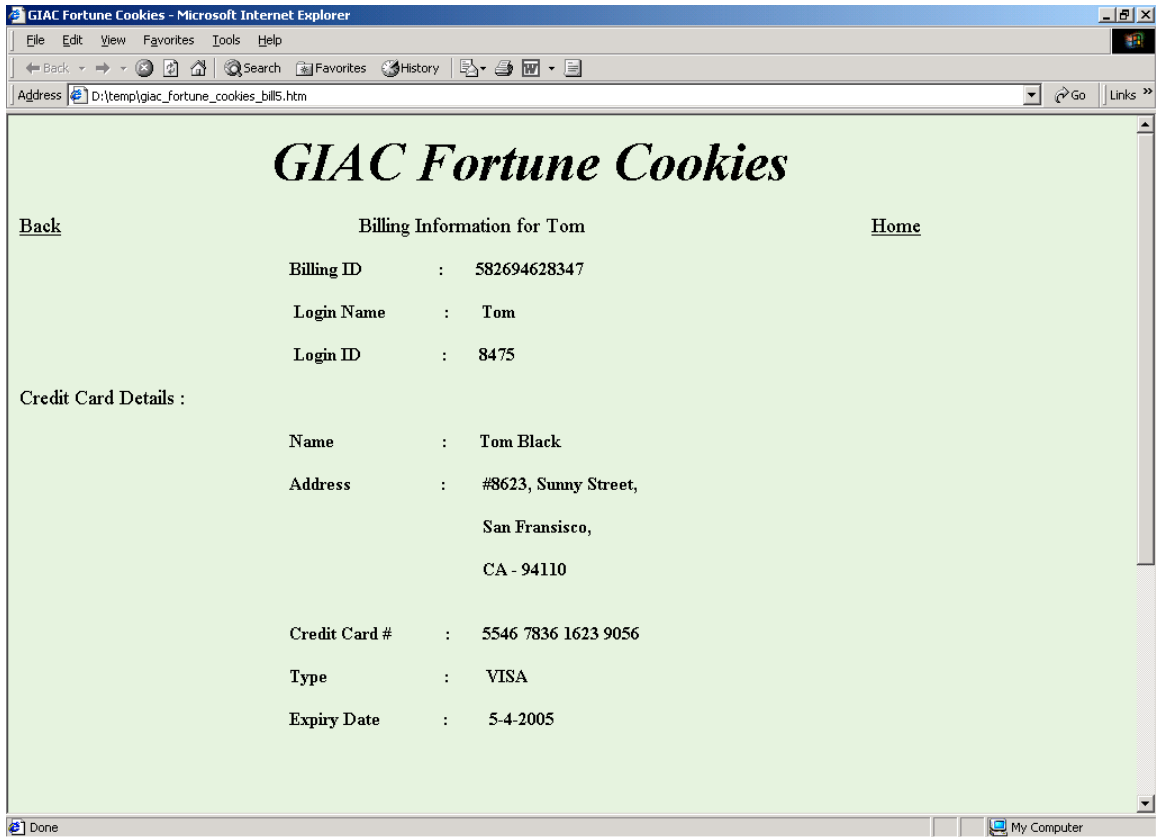 GIAC Fortune Cookies - Microsoft Internet Explorer
File Edit View Favorites Tools Help
Back Search Favorites History
Address D:\temp\giac_fortune_cookies_bill5.htm Go Links »
GIAC Fortune Cookies
Back Billing Information for Tom Home
Billing ID : 582694628347
Login Name : Tom
Login ID : 8475
Credit Card Details :
Name : Tom Black
Address : #8623, Sunny Street,
San Fransisco,
CA - 94110
Credit Card # : 5546 7836 1623 9056
Type : VISA
Expiry Date : 5-4-2005
Done My Computer